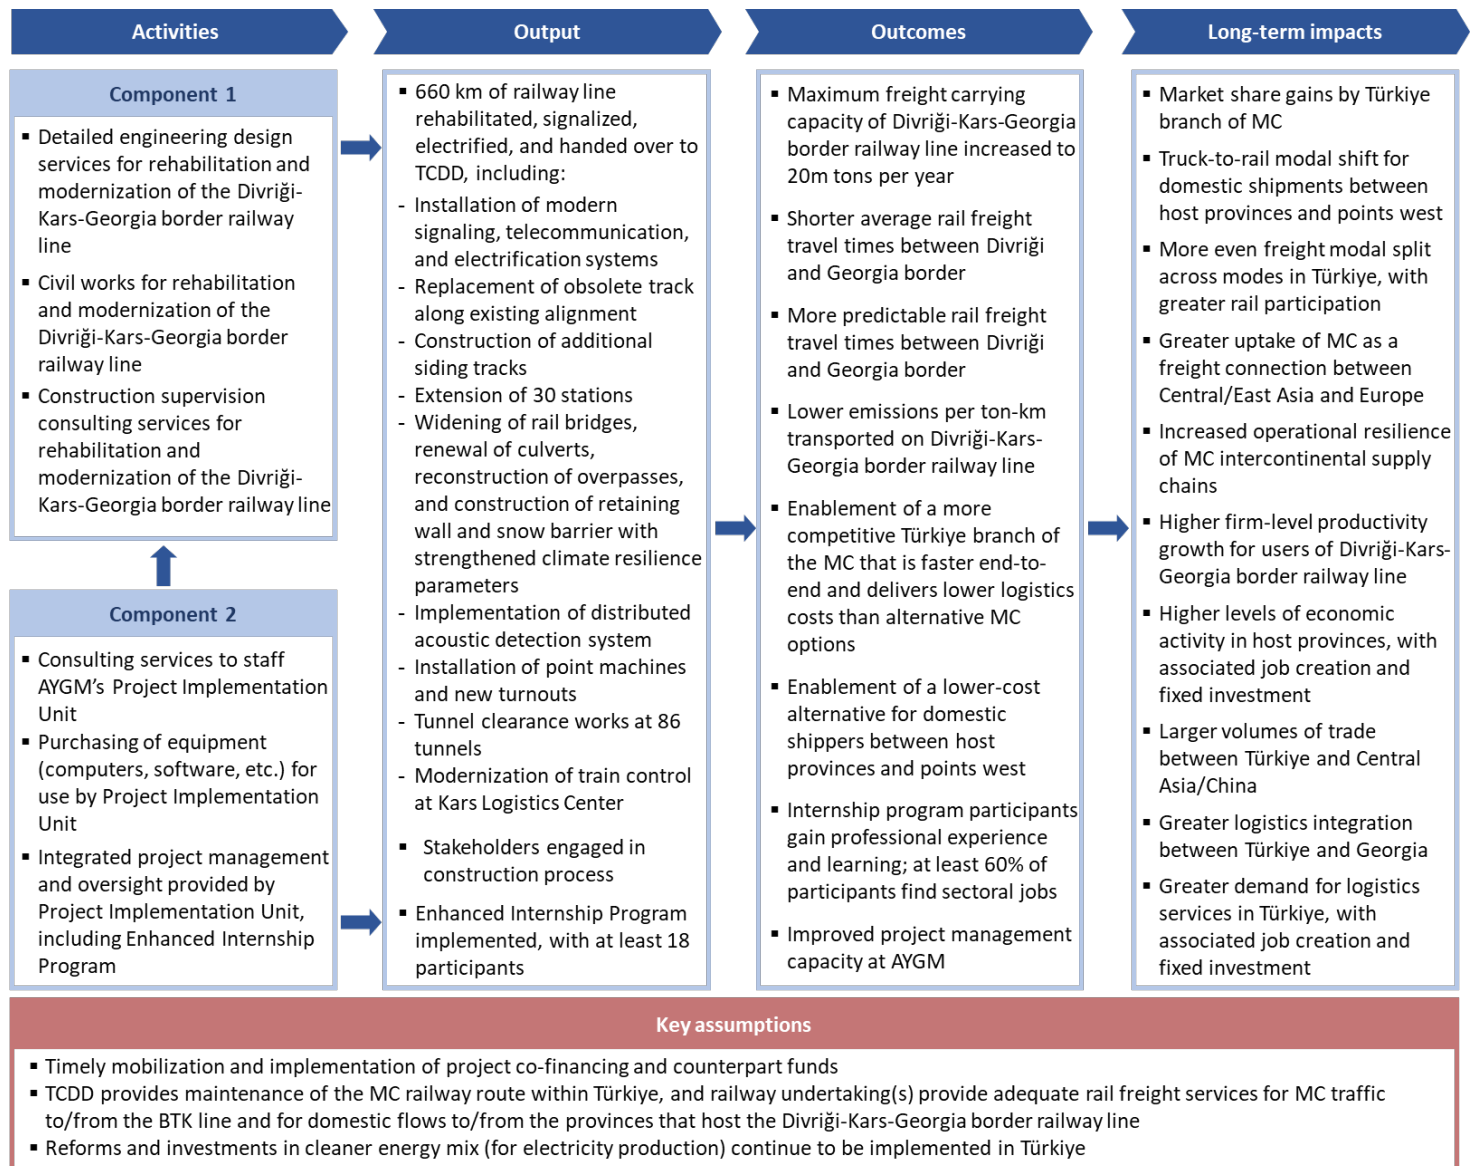 Activities
Output
Outcomes
Long-term impacts
Component 1
▪ Detailed engineering design
services for rehabilitation and
modernization of the Divriği-
Kars-Georgia border railway
line
▪ Civil works for rehabilitation
and modernization of the
Divriği-Kars-Georgia border
railway line
▪ Construction supervision
consulting services for
rehabilitation and
modernization of the Divriği-
Kars-Georgia border railway line
Component 2
▪ Consulting services to staff
AYGM’s Project Implementation
Unit
▪ Purchasing of equipment
(computers, software, etc.) for
use by Project Implementation
Unit
▪ Integrated project management
and oversight provided by
Project Implementation Unit,
including Enhanced Internship
Program
▪ 660 km of railway line
rehabilitated, signalized,
electrified, and handed over to
TCDD, including:
- Installation of modern
signaling, telecommunication,
and electrification systems
- Replacement of obsolete track
along existing alignment
- Construction of additional
siding tracks
- Extension of 30 stations
- Widening of rail bridges,
renewal of culverts,
reconstruction of overpasses,
and construction of retaining
wall and snow barrier with
strengthened climate resilience
parameters
- Implementation of distributed
acoustic detection system
- Installation of point machines
and new turnouts
- Tunnel clearance works at 86
tunnels
- Modernization of train control
at Kars Logistics Center
▪ Stakeholders engaged in
construction process
▪ Enhanced Internship Program
implemented, with at least 18
participants
▪ Maximum freight carrying
capacity of Divriği-Kars-Georgia
border railway line increased to
20m tons per year
▪ Shorter average rail freight
travel times between Divriği
and Georgia border
▪ More predictable rail freight
travel times between Divriği
and Georgia border
▪ Lower emissions per ton-km
transported on Divriği-Kars-
Georgia border railway line
▪ Enablement of a more
competitive Türkiye branch of
the MC that is faster end-to-
end and delivers lower logistics
costs than alternative MC
options
▪ Enablement of a lower-cost
alternative for domestic
shippers between host
provinces and points west
▪ Internship program participants
gain professional experience
and learning; at least 60% of
participants find sectoral jobs
▪ Improved project management
capacity at AYGM
▪ Market share gains by Türkiye
branch of MC
▪ Truck-to-rail modal shift for
domestic shipments between
host provinces and points west
▪ More even freight modal split
across modes in Türkiye, with
greater rail participation
▪ Greater uptake of MC as a
freight connection between
Central/East Asia and Europe
▪ Increased operational resilience
of MC intercontinental supply
chains
▪ Higher firm-level productivity
growth for users of Divriği-Kars-
Georgia border railway line
▪ Higher levels of economic
activity in host provinces, with
associated job creation and
fixed investment
▪ Larger volumes of trade
between Türkiye and Central
Asia/China
▪ Greater logistics integration
between Türkiye and Georgia
▪ Greater demand for logistics
services in Türkiye, with
associated job creation and
fixed investment
Key assumptions
▪ Timely mobilization and implementation of project co-financing and counterpart funds
▪ TCDD provides maintenance of the MC railway route within Türkiye, and railway undertaking(s) provide adequate rail freight services for MC traffic
to/from the BTK line and for domestic flows to/from the provinces that host the Divriği-Kars-Georgia border railway line
▪ Reforms and investments in cleaner energy mix (for electricity production) continue to be implemented in Türkiye